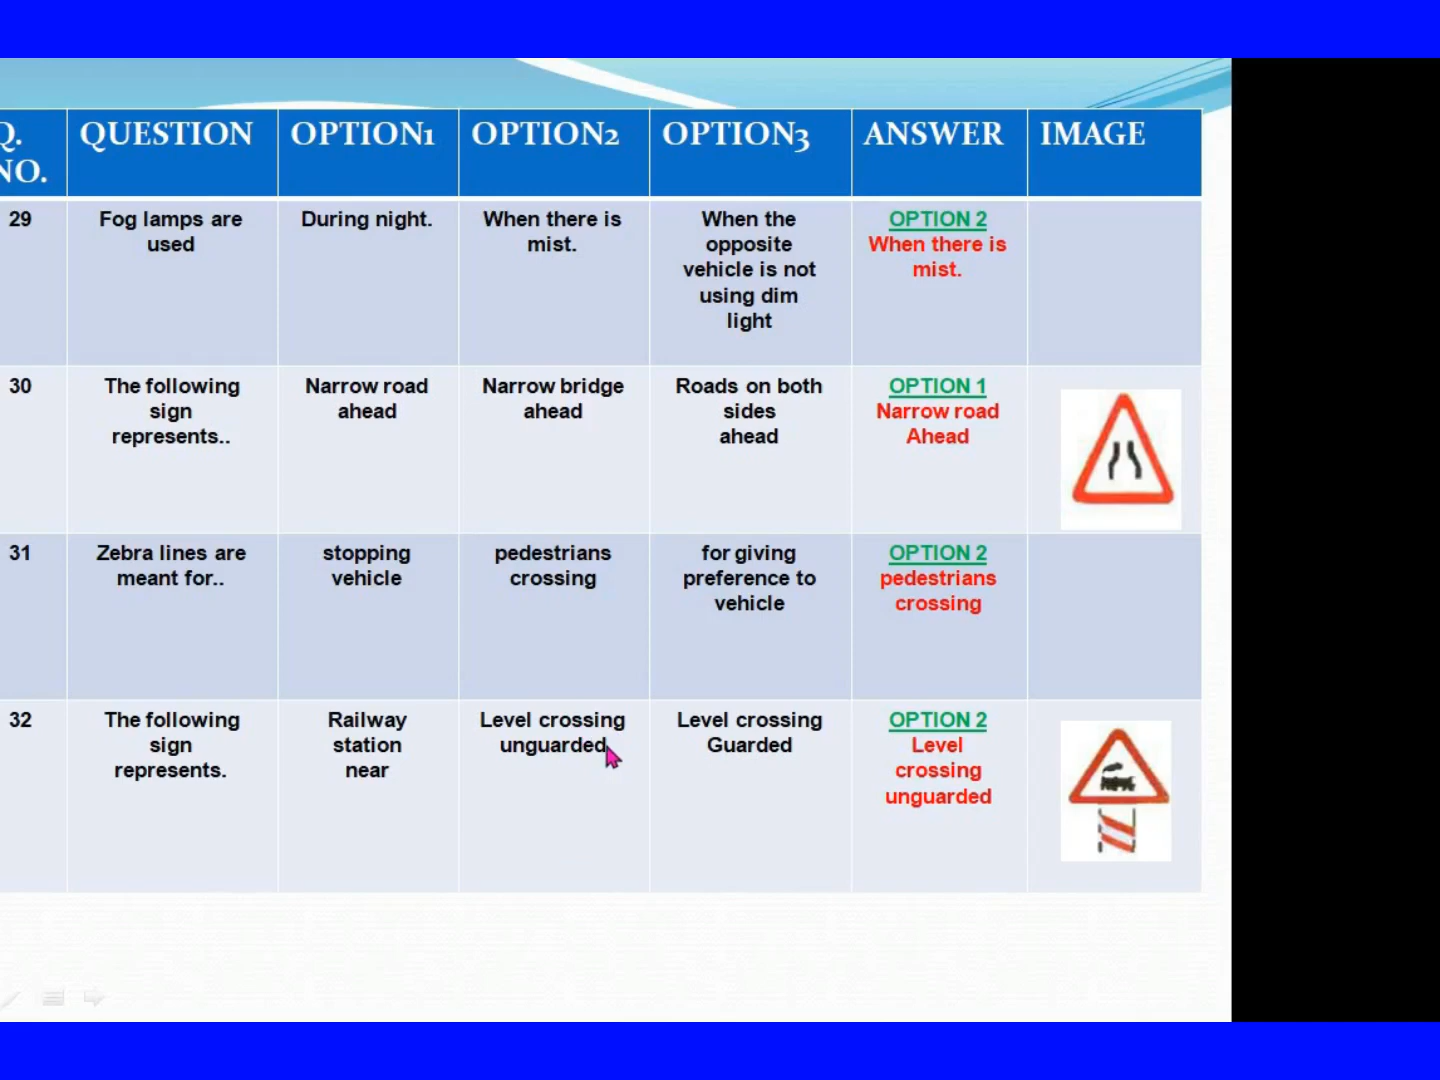 Q. NO.
QUESTION
OPTION1
OPTION2
OPTION3
ANSWER
IMAGE
29
Fog lamps are
used
During night.
When there is
mist.
When the
opposite
vehicle is not
using dim
light
OPTION 2
When there is
mist.
30
The following
sign
represents..
Narrow road
ahead
Narrow bridge
ahead
Roads on both
sides
ahead
OPTION 1
Narrow road
Ahead
31
Zebra lines are
meant for..
stopping
vehicle
pedestrians
crossing
for giving
preference to
vehicle
OPTION 2
pedestrians
crossing
32
The following
sign
represents.
Railway
station
near
Level crossing
unguarded
Level crossing
Guarded
OPTION 2
Level
crossing
unguarded